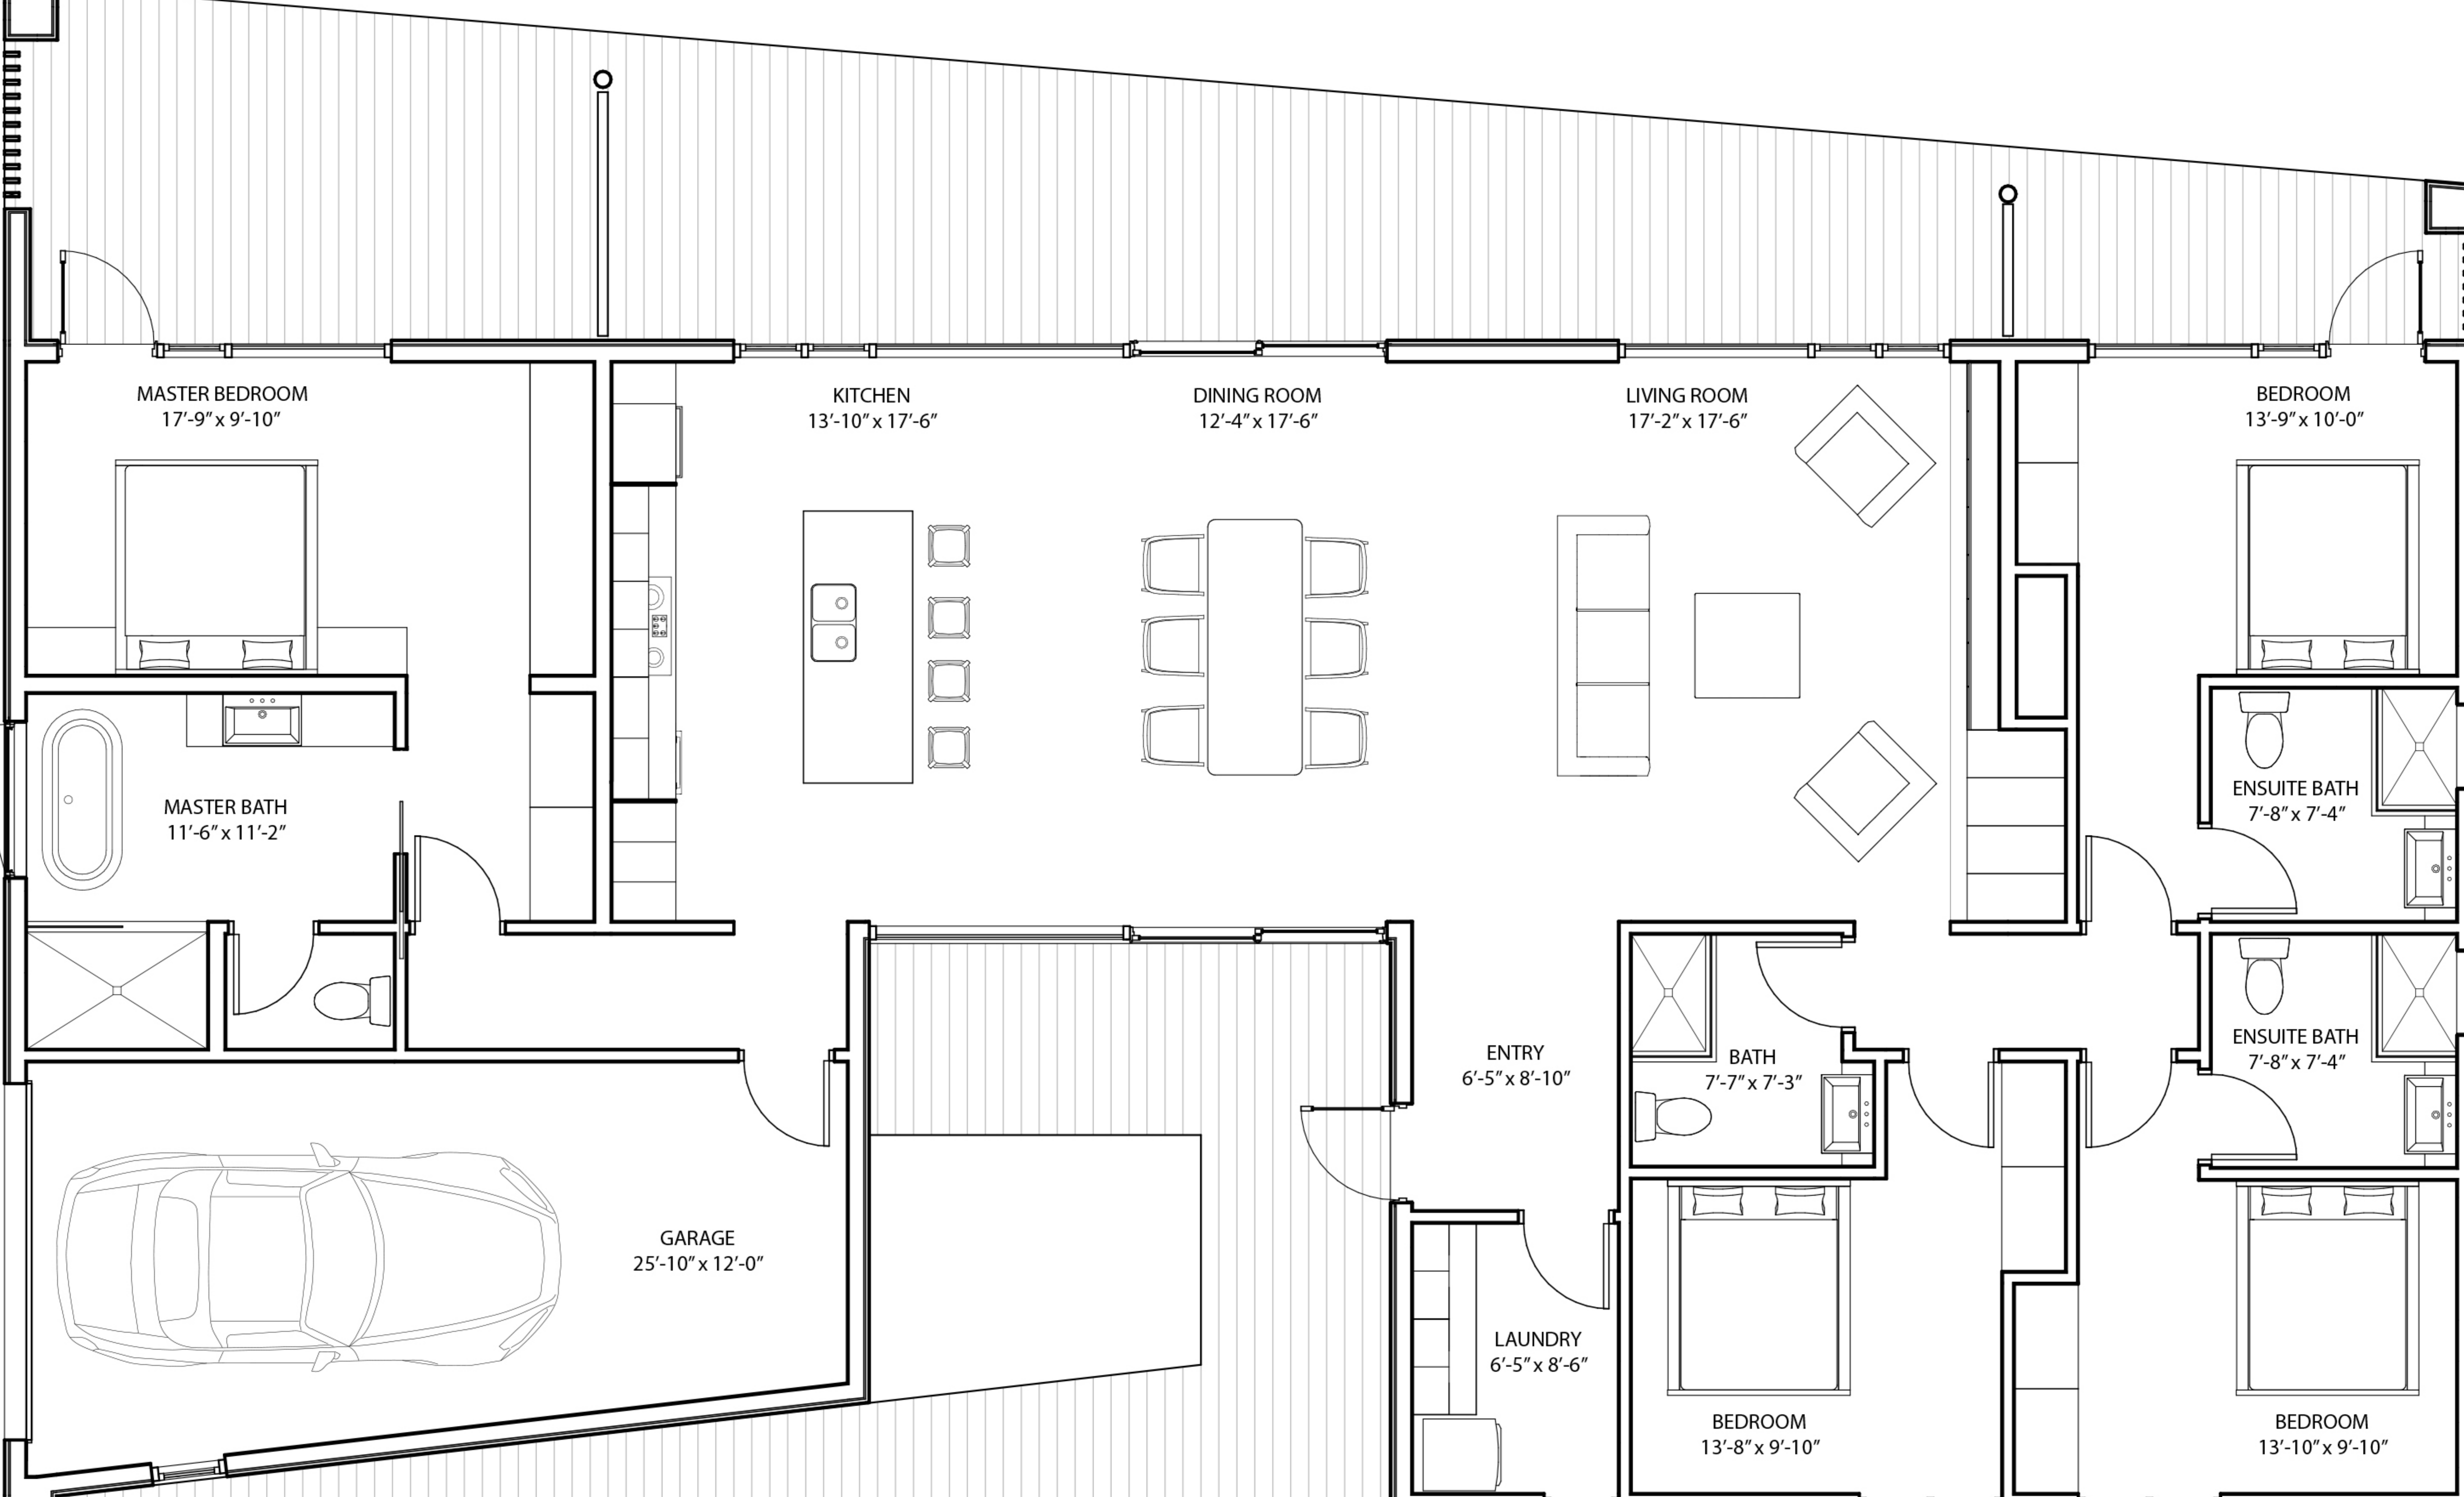 MASTER BEDROOM
17'-9" x 9'-10"
KITCHEN
13'-10" x 17'-6"
DINING ROOM
12'-4" x 17'-6"
LIVING ROOM
17'-2" x 17'-6"
BEDROOM
13'-9" x 10'-0"
MASTER BATH
11'-6" x 11'-2"
ENSUITE BATH
7'-8" x 7'-4"
ENTRY
6'-5" x 8'-10"
BATH
7'-7" x 7'-3"
ENSUITE BATH
7'-8" x 7'-4"
GARAGE
25'-10" x 12'-0"
LAUNDRY
6'-5" x 8'-6"
BEDROOM
13'-8" x 9'-10"
BEDROOM
13'-10" x 9'-10"